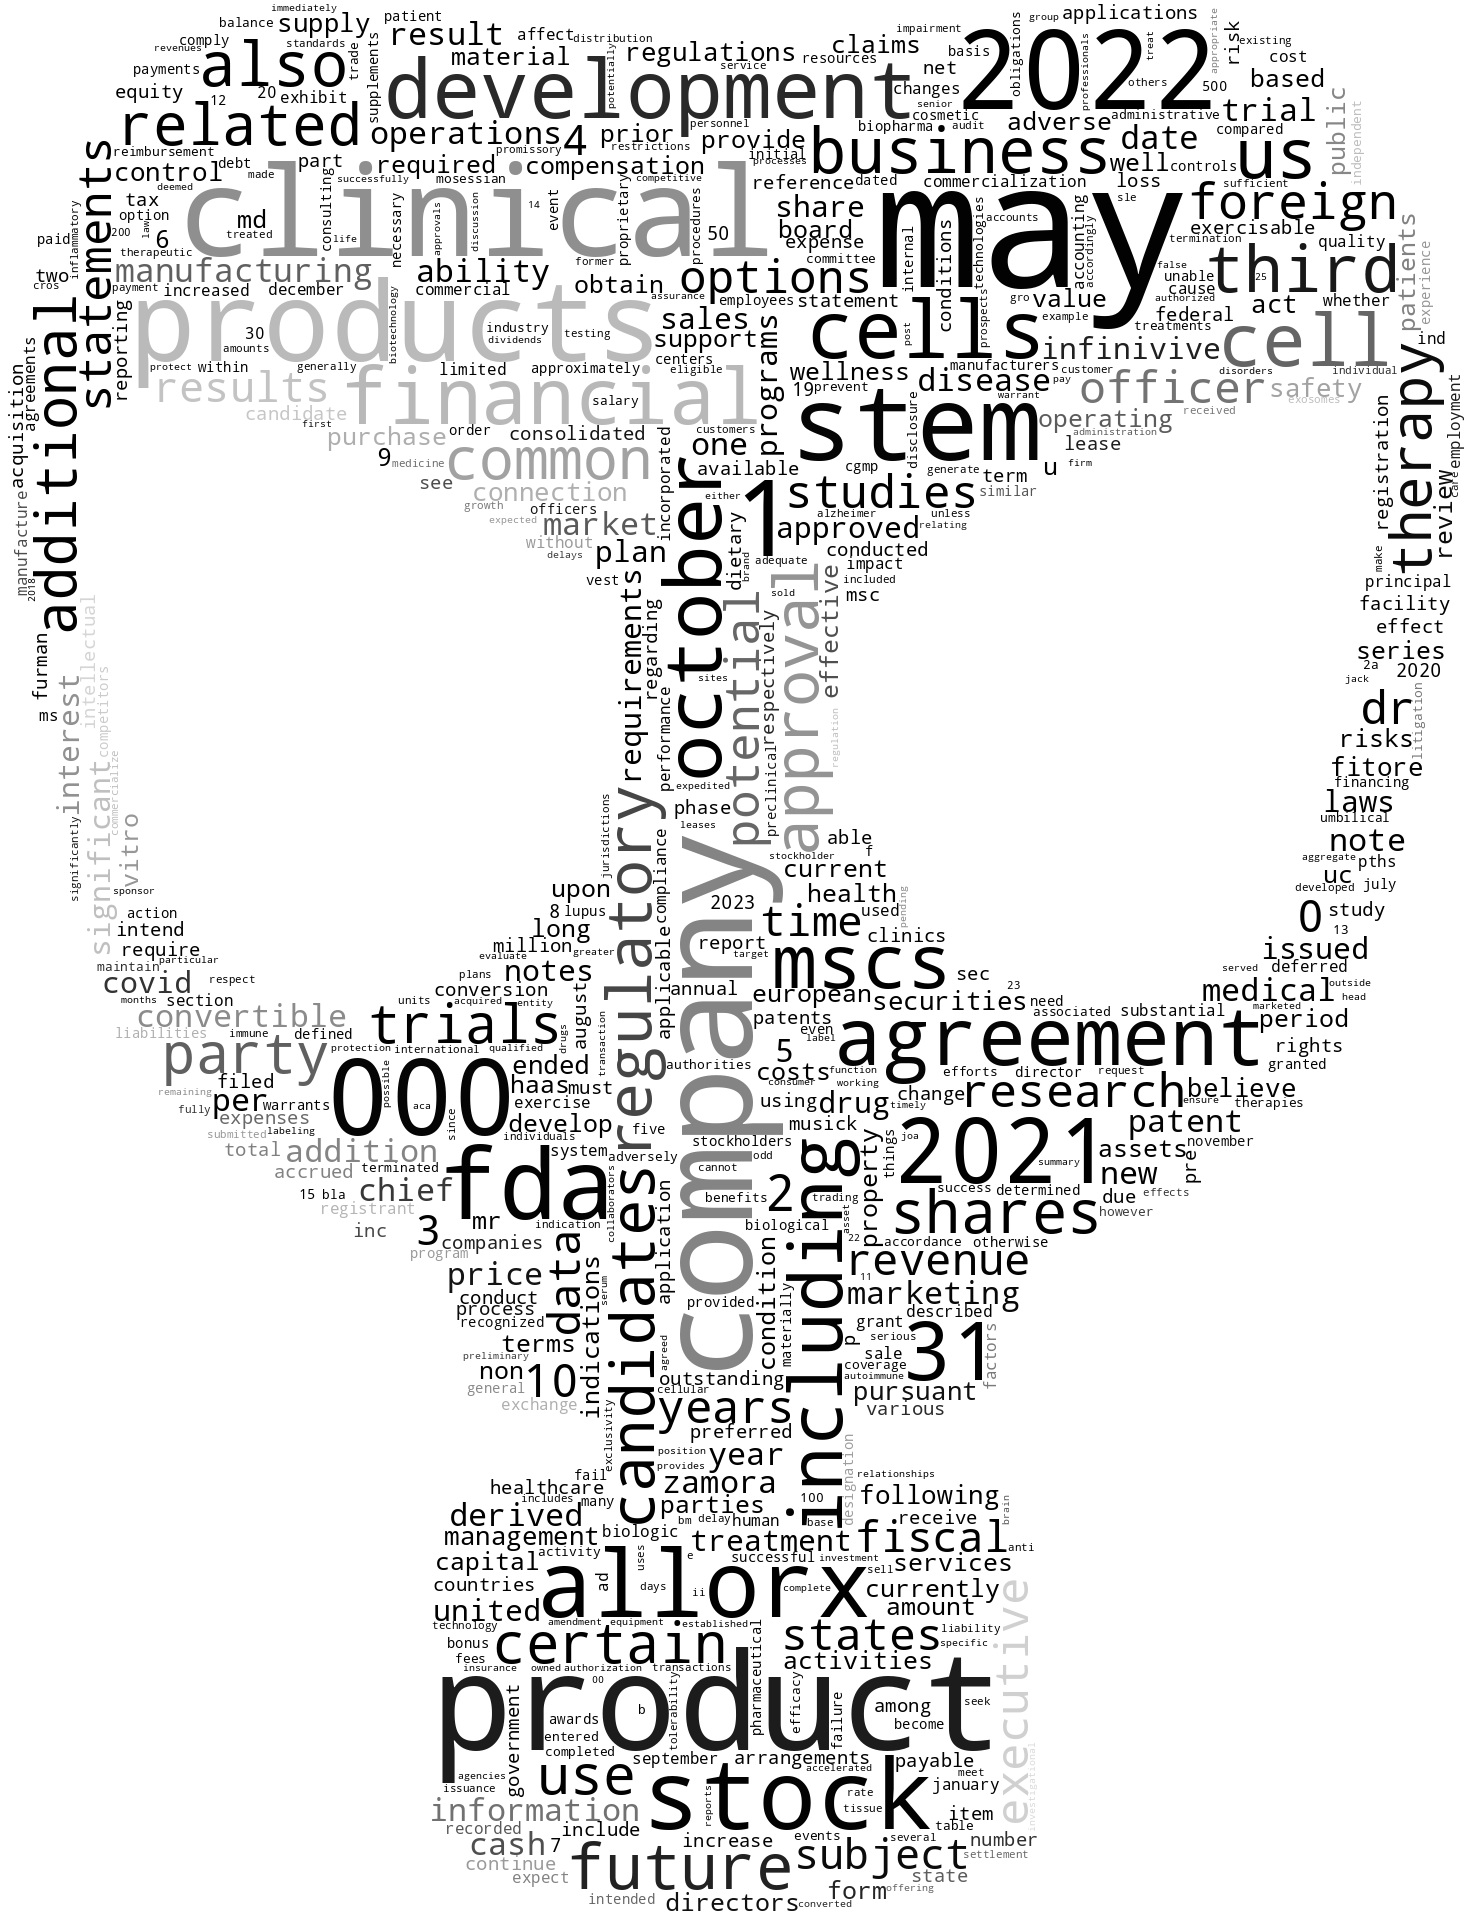 immediately
balance supply patient
revenues comply standards result affect distribution
also trade material regulations claims
impairment group applications
basis obligations 2022 professionals treat appropriate risk existing
payments supplements development potentially service resources net others 500 cost
equity 12 20 exhibit changes based
related operations 4 prior personnel provide senior cosmetic adverse administrative trial public
promissory restrictions biopharma audit date compared independent
reimbursement debt part required compensation initial processes business well controls us
statements control made successfully mosessian competitive reference dated commercialization loss sufficient
deemed clinical share may sle foreign
tax option law md consulting necessary approvals discussion 14 event proprietary procedures 50 board accounts exercisable
paid inflammatory 200 6 treated life expense internal conditions technologies accounting accordingly termination quality patients
therapeutic former committee false third experience
two cros manufacturing ability obtain options unable 25
payment increased december commercial assurance employees statement gro value cause authorized act whether
additional reporting products biotechnology industry dividends testing sales post prospects example federal
30 support programs cells treatments cell ind
amounts infinivive
agreements protect within generally limited approximately centers eligible wellness manufacturers customer disorders individual
acquisition results financial salary 19 prevent disease pay officer safety therapy
candidate first stem warrant operating received exosomes employment
purchase order consolidated customers one disclosure administration registration
9 medicine common incorporated available cgmp generate lease firm care
manufacture see connection october either 1 studies term u similar review
growth officers alzheimer unless
2018 expected market approved relating
without delays plan dietary brand adequate conducted make
vest impact principal
intellectual requirements regarding potential sold approval included effective msc facility
furman effect
interest respectively series
sites 2a 2020
competitors jack
ms performance dr litigation
regulation risks
significant commercialize expedited preclinical fitore
financing
significantly vitro jurisdictions regulatory phase laws
leases umbilical
company able note
stockholder f aggregate pths
sponsor upon compliance current uc
health developed july
action 8 lupus 2023 time used pending 0 study
intend long clinics 13
require million greater report mscs issued
maintain particular evaluate target served deferred
covid respect plans notes sec outside
months section conversion annual 23 medical head
convertible units acquired entity august applicable european securities need marketed
liabilities immune defined trials drugs patents even associated substantial period
party protection international qualified transaction label agreement rights
filed 000 possible ended authorities 5 efforts director request granted
remaining aca haas must costs function change research believe
fully per warrants since exercise consumer working ensure therapies
expenses develop using drug timely patent
submitted labeling individuals five musick things 2021 november
total addition system stockholders property joa assets
accrued terminated adversely odd summary new pre
15 bla chief fda candidates cannot including success determined due effects
registrant collaborators benefits 2 trading shares however
inc 3 mr indication application biological asset
program companies 22 accordance otherwise
price data indications serum condition revenue
conduct provided materially 11 marketing
process described
recognized grant
terms agreed p serious 31 factors
preliminary sale
non coverage
general 10 outstanding autoimmune
exchange cellular pursuant
exclusivity years various
preferred
position year designation
provides
fail relationships
healthcare zamora
includes many parties 100 following brain
derived bm delay human base receive
management biologic treatment fiscal anti
activity uses e successful investment services
capital ad days sell
countries allorx ii complete currently executive
united amount
technology amendment equipment established liability
bonus certain pharmaceutical states specific
fees activities
insurance owned authorization transactions
00 product
government b tolerability efficacy failure among seek
awards become
entered
completed september arrangements payable
agencies use accelerated meet
issuance stock rate january investigational
information reports tissue item
recorded include table
cash 7 increase events several number
continue future subject settlement
expect state
intended directors form offering
converted